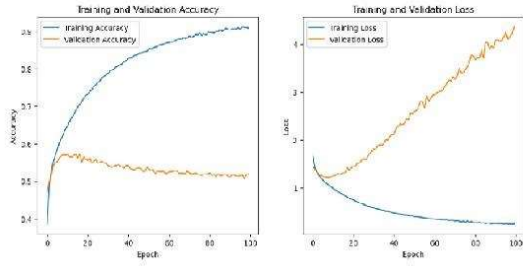 Training and Validation Accuracy
Training Accuracy
Validation Accuracy
0.9
0.8
0.7
0.6
0.5
0.4
Accuracy
0
20
40
60
80
100
Epoch
Training and Validation Loss
Training Loss
Validation Loss
4
3
2
1
Loss
0
20
40
60
80
100
Epoch